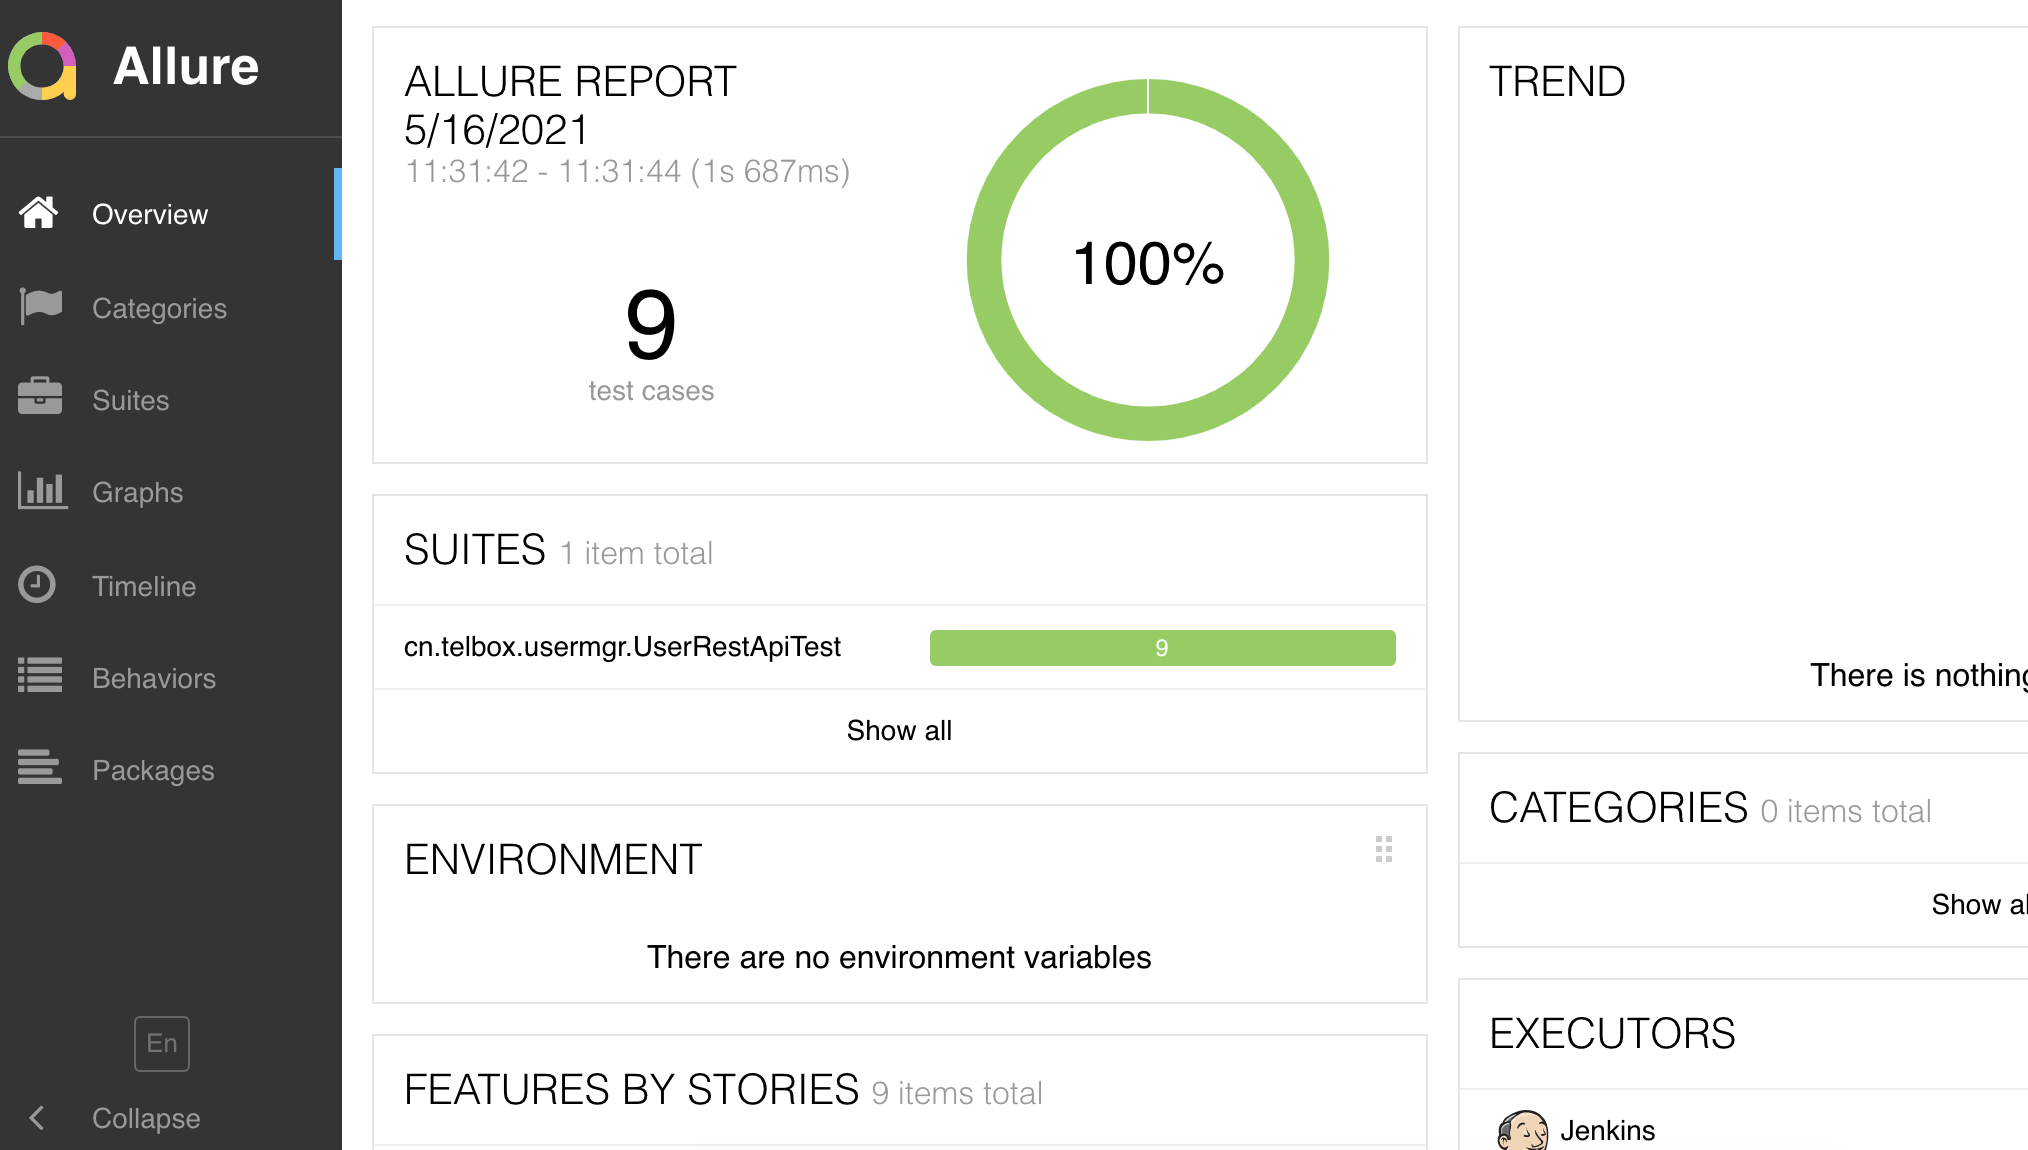 Allure
Overview
Categories
Suites
Graphs
Timeline
Behaviors
Packages
En
Collapse
ALLURE REPORT
5/16/2021
11:31:42 - 11:31:44 (1s 687ms)
9
test cases
100%
SUITES 1 item total
cn.telbox.usermgr.UserRestApiTest 9
Show all
ENVIRONMENT
There are no environment variables
FEATURES BY STORIES 9 items total
TREND
There is nothing
CATEGORIES 0 items total
Show al
EXECUTORS
Jenkins